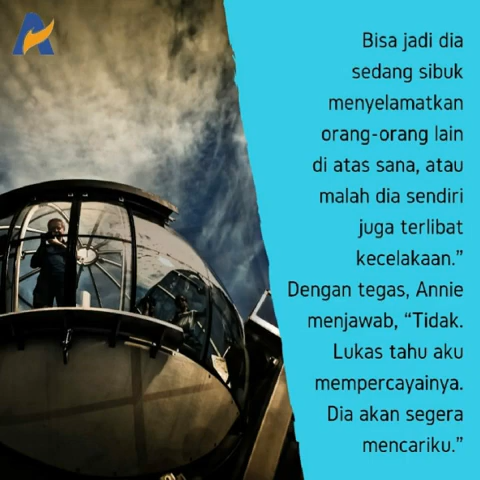 Bisa jadi dia
sedang sibuk
menyelamatkan
orang-orang lain
di atas sana, atau
malah dia sendiri
juga terlibat
kecelakaan.”
Dengan tegas, Annie
menjawab, “Tidak.
Lukas tahu aku
mempercayainya.
Dia akan segera
mencariku.”